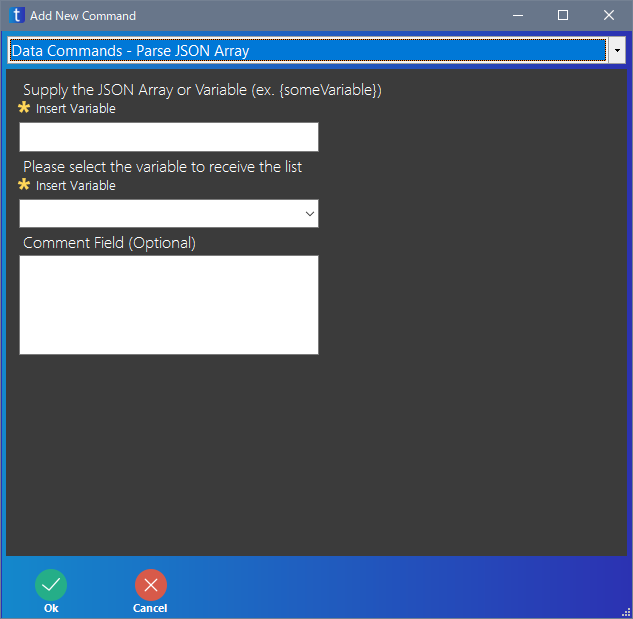 t Add New Command
Data Commands - Parse JSON Array
Supply the JSON Array or Variable (ex. {someVariable})
Insert Variable
Please select the variable to receive the list
Insert Variable
Comment Field (Optional)
Ok Cancel